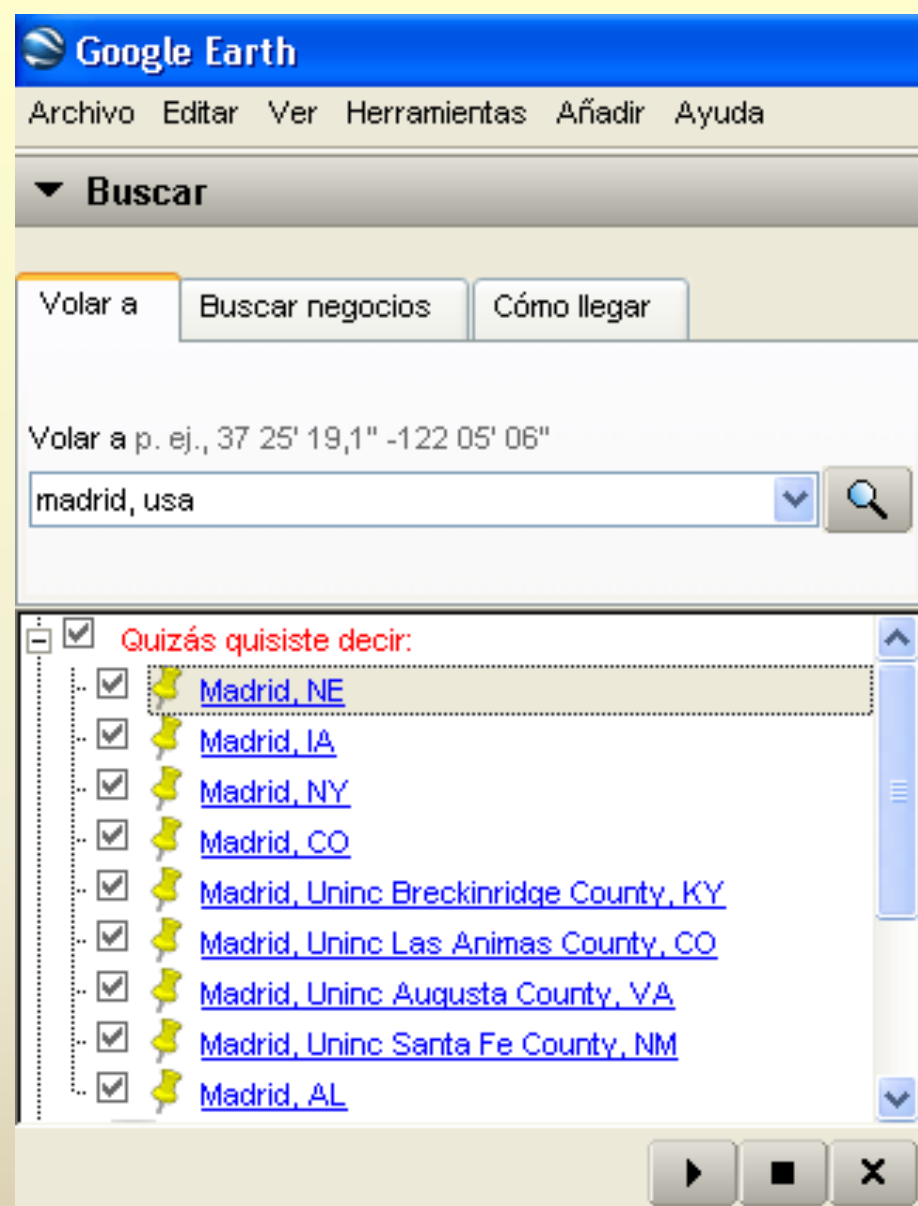 Google Earth
Archivo Editar Ver Herramientas Añadir Ayuda
Buscar
Volar a Buscar negocios Cómo llegar
Volar a p. ej., 37 25' 19,1" -122 05' 06"
madrid, usa
Quizás quisiste decir:
Madrid, NE
Madrid, IA
Madrid, NY
Madrid, CO
Madrid, Uninc Breckinridge County, KY
Madrid, Uninc Las Animas County, CO
Madrid, Uninc Augusta County, VA
Madrid, Uninc Santa Fe County, NM
Madrid, AL